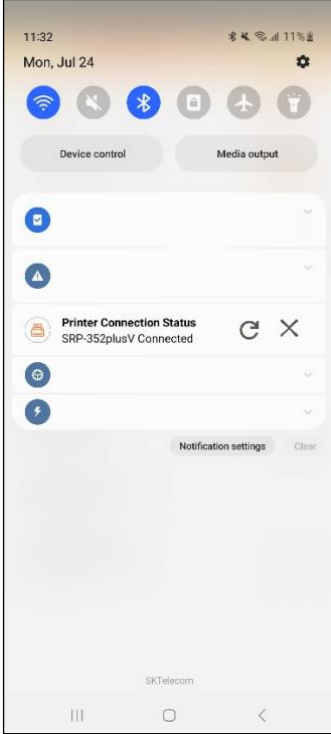 11:32
11%
Mon, Jul 24
Device control
Media output
Printer Connection Status
SRP-352plusV Connected
Notification settings
Clear
SKTelecom